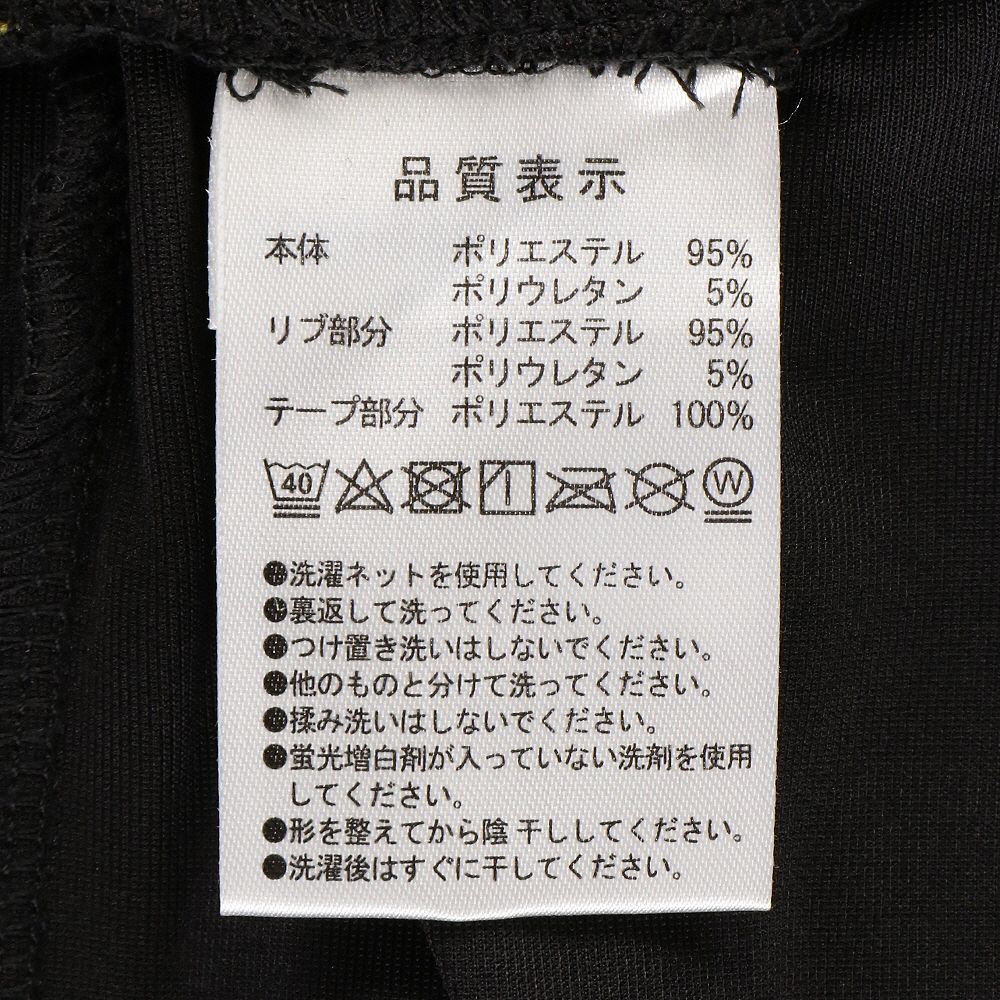 品質表示
本体 ポリエステル 95%
ポリウレタン 5%
リブ部分 ポリエステル 95%
ポリウレタン 5%
テープ部分 ポリエステル 100%
40 W
●洗濯ネットを使用してください。
●裏返して洗ってください。
●つけ置き洗いはしないでください。
●他のものと分けて洗ってください。
●揉み洗いはしないでください。
●蛍光増白剤が入っていない洗剤を使用
してください。
●形を整えてから陰干ししてください。
●洗濯後はすぐに干してください。